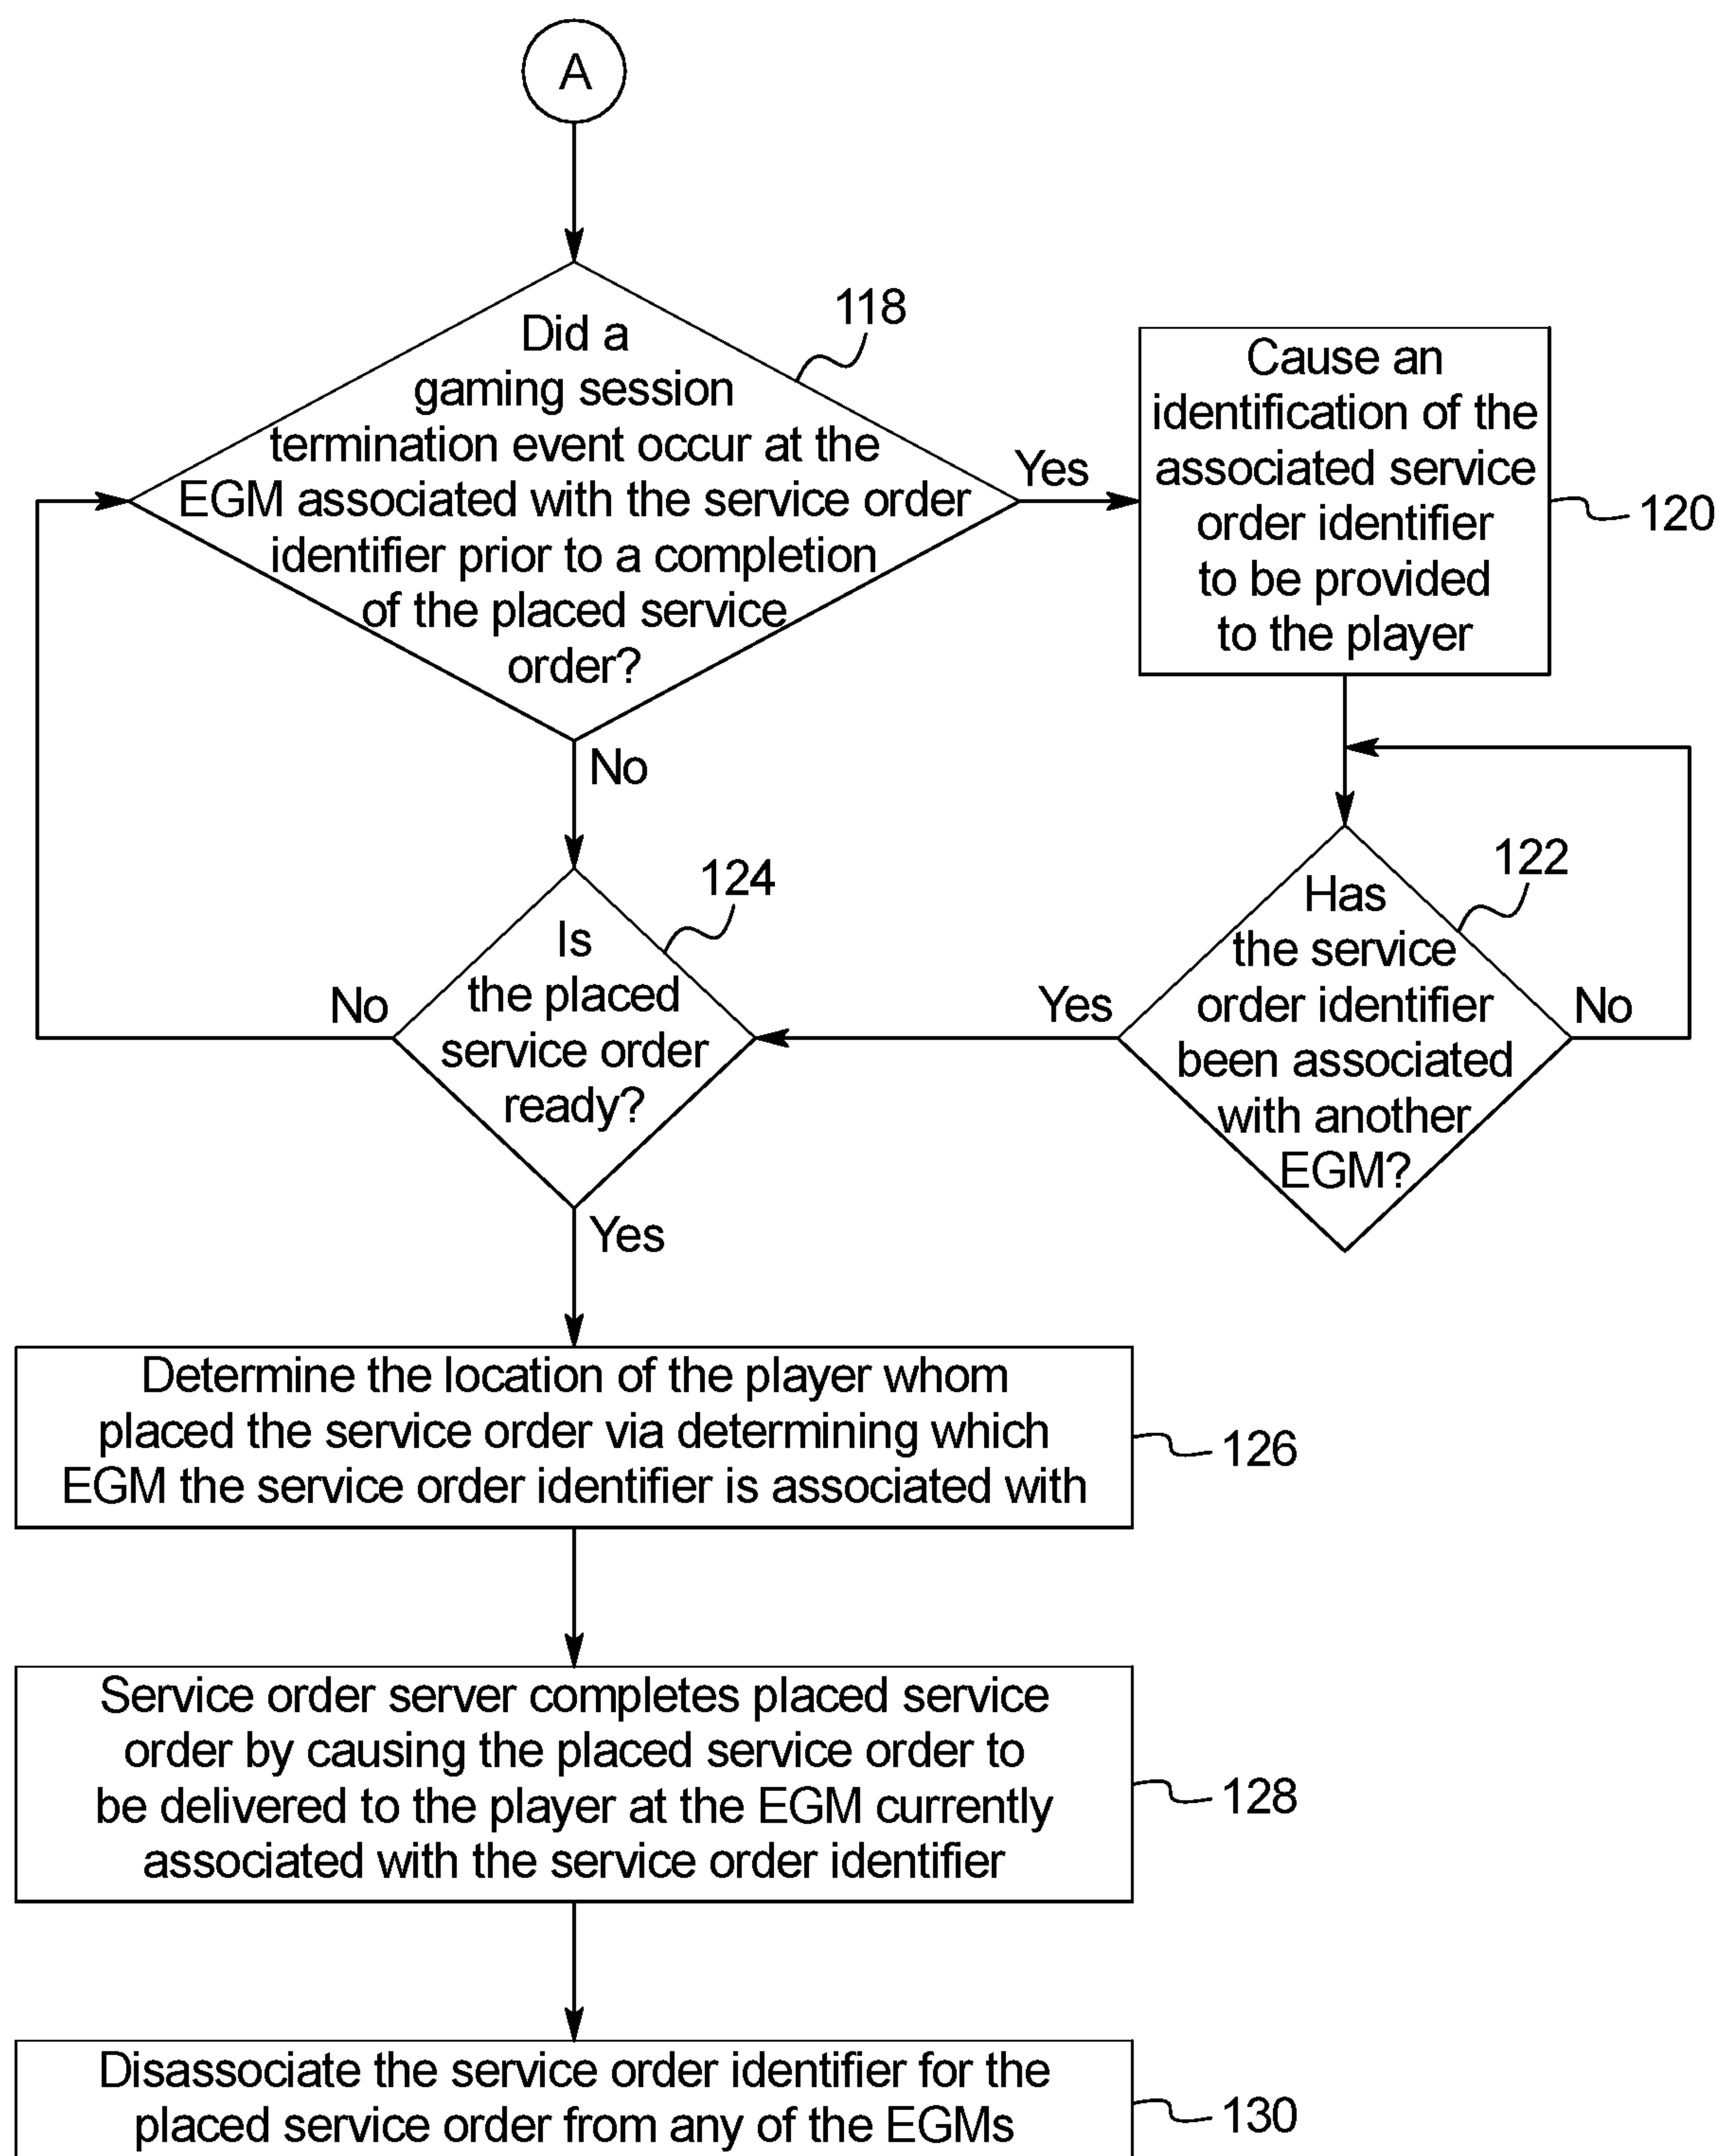 A
Did a
gaming session
termination event occur at the
EGM associated with the service order
identifier prior to a completion
of the placed service
order?
118
Yes
No
Cause an
identification of the
associated service
order identifier
to be provided
to the player
120
Has
the service
order identifier
been associated
with another
EGM?
122
Yes
No
Is
the placed
service order
ready?
124
No
Yes
Determine the location of the player whom
placed the service order via determining which
EGM the service order identifier is associated with
126
Service order server completes placed service
order by causing the placed service order to
be delivered to the player at the EGM currently
associated with the service order identifier
128
Disassociate the service order identifier for the
placed service order from any of the EGMs
130